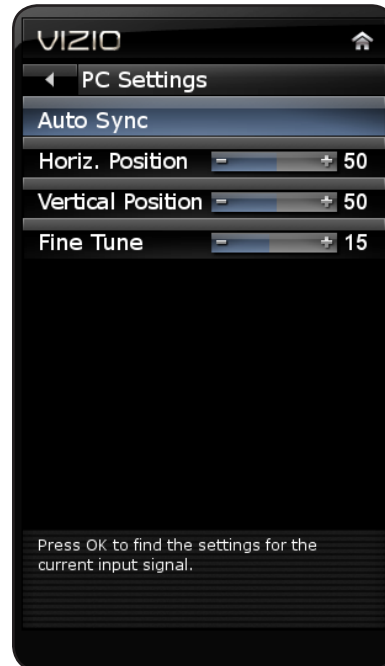 VIZIO
PC Settings
Auto Sync
Horiz. Position - + 50
Vertical Position - + 50
Fine Tune - + 15
Press OK to find the settings for the
current input signal.